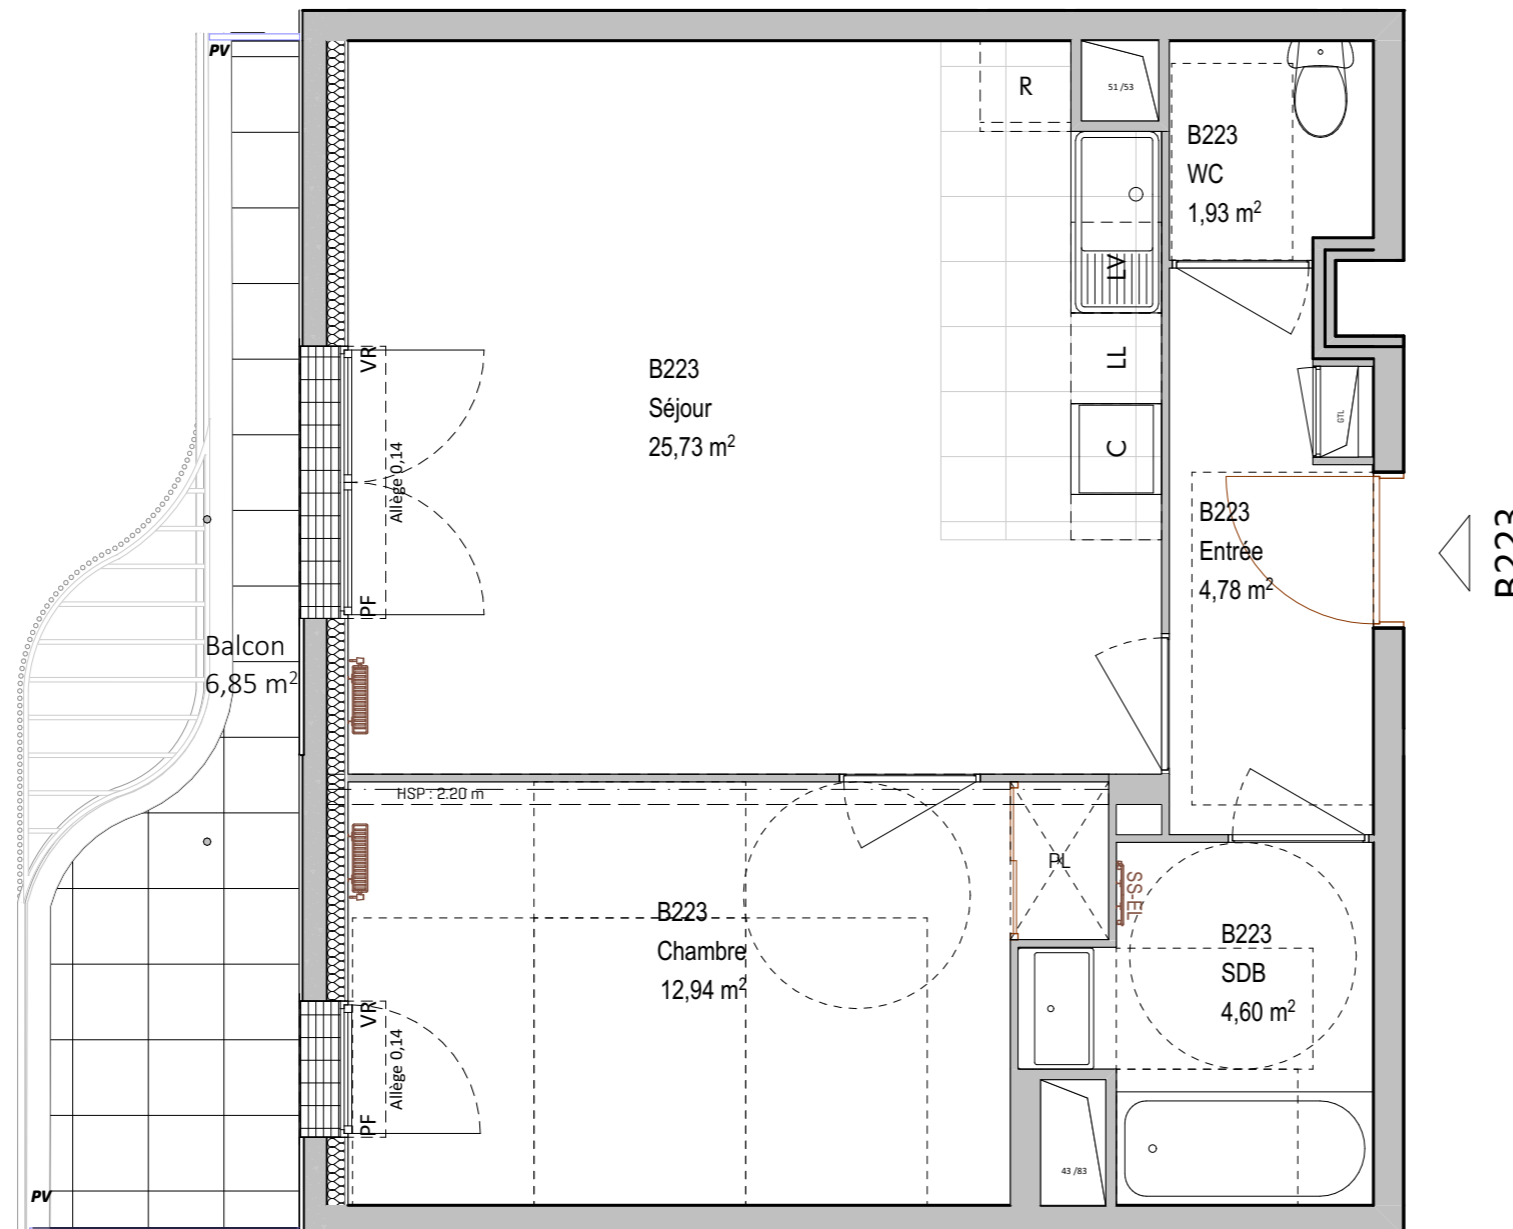 PV
R
51 /53
B223
WC
1,93 m²
LV
VR
B223
Séjour
25,73 m²
LL
GTL
C
Allège 0,14
B223
Entrée
4,78 m²
B223
PF
Balcon
6,85 m²
HSP : 2.20 m
PL
SS-EL
B223
Chambre
12,94 m²
B223
SDB
4,60 m²
VR
Allège 0,14
PF
43 /83
PV